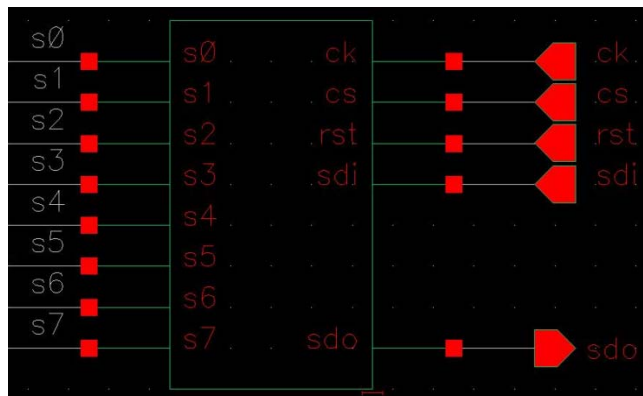 s0 s0 ck ck
s1 s1 cs cs
s2 s2 rst rst
s3 s3 sdi sdi
s4 s4
s5 s5
s6 s6
s7 s7 sdo sdo